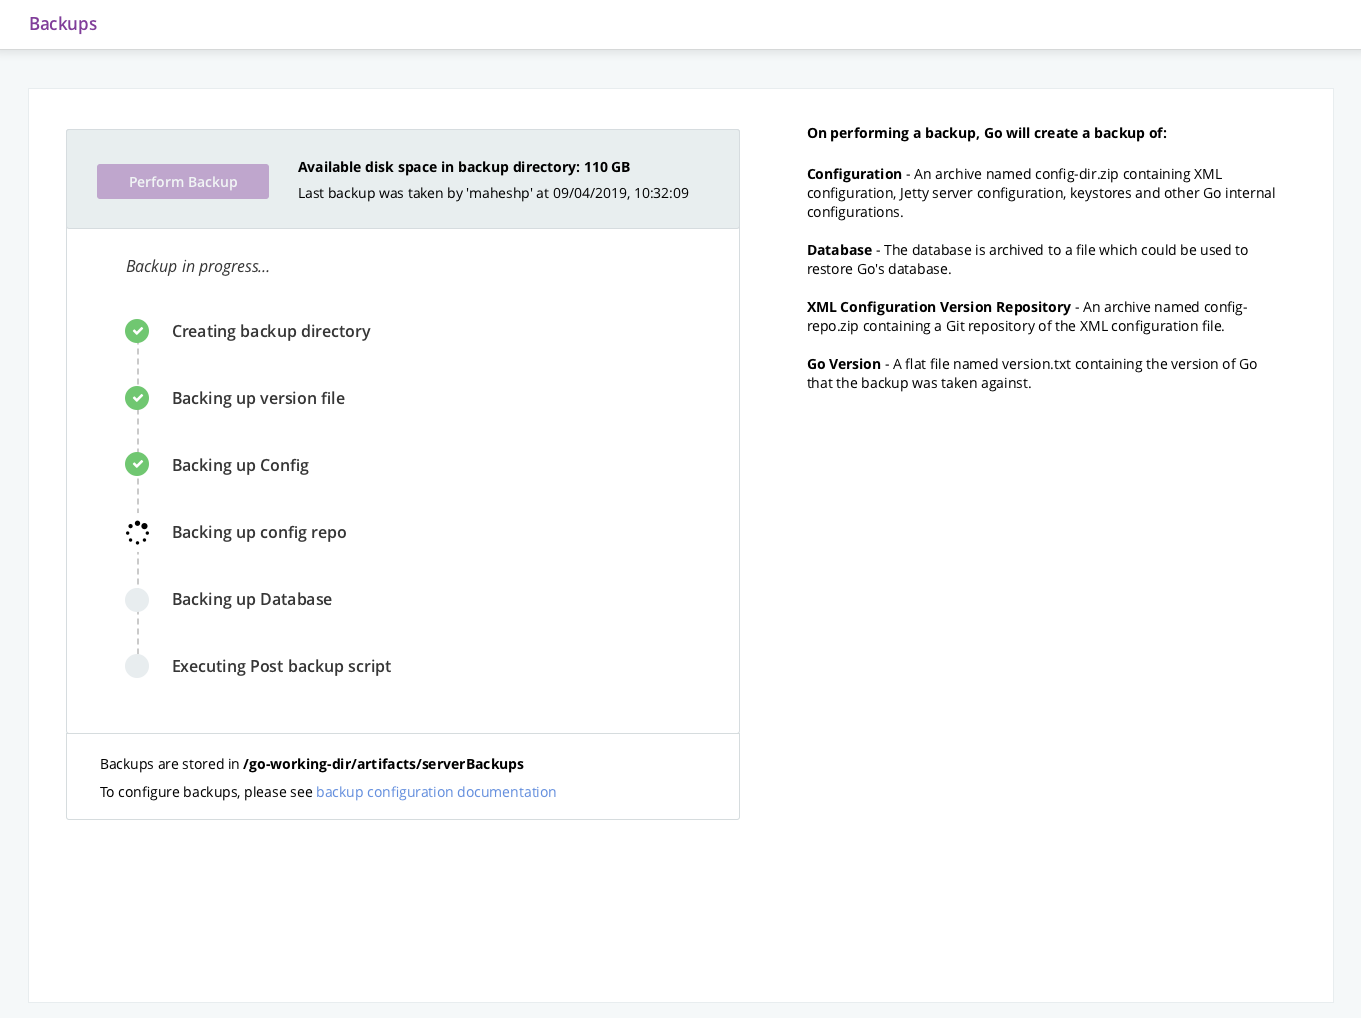 Backups
Perform Backup
Available disk space in backup directory: 110 GB
Last backup was taken by 'maheshp' at 09/04/2019, 10:32:09
Backup in progress...
Creating backup directory
Backing up version file
Backing up Config
Backing up config repo
Backing up Database
Executing Post backup script
Backups are stored in /go-working-dir/artifacts/serverBackups
To configure backups, please see backup configuration documentation
On performing a backup, Go will create a backup of:
Configuration - An archive named config-dir.zip containing XML
configuration, Jetty server configuration, keystores and other Go internal
configurations.
Database - The database is archived to a file which could be used to
restore Go's database.
XML Configuration Version Repository - An archive named config-
repo.zip containing a Git repository of the XML configuration file.
Go Version - A flat file named version.txt containing the version of Go
that the backup was taken against.